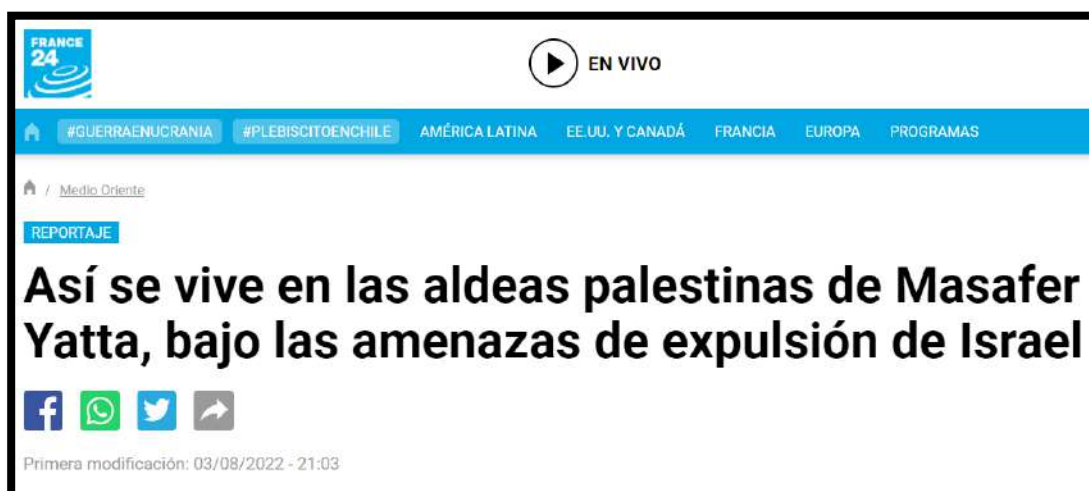 FRANCE
24
EN VIVO
#GUERRAENUCRANIA #PLEBISCITOENCHILE AMÉRICA LATINA EE.UU. Y CANADÁ FRANCIA EUROPA PROGRAMAS
/ Medio Oriente
REPORTAJE
Así se vive en las aldeas palestinas de Masafer
Yatta, bajo las amenazas de expulsión de Israel
Primera modificación: 03/08/2022 - 21:03